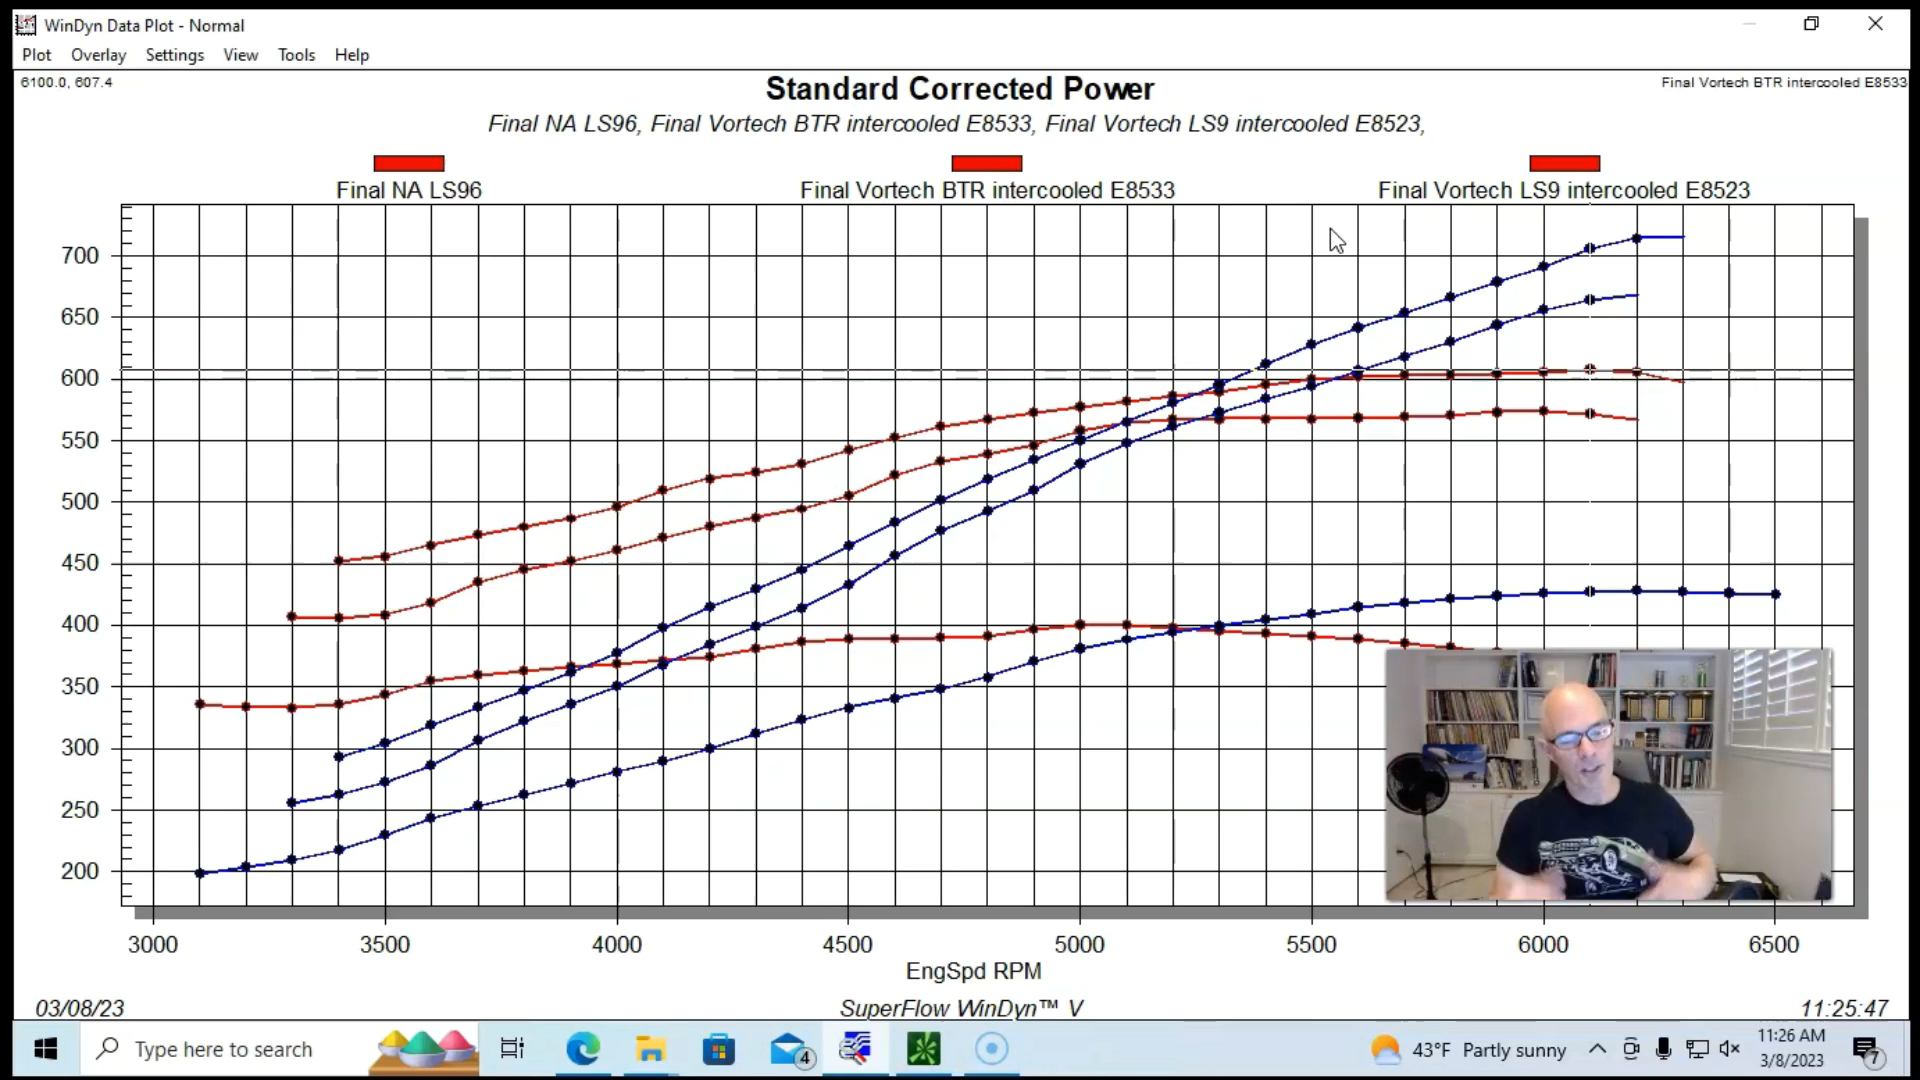 WinDyn Data Plot - Normal
Plot Overlay Settings View Tools Help
6100.0, 607.4
Standard Corrected Power
Final Vortech BTR intercooled E8533
Final NA LS96, Final Vortech BTR intercooled E8533, Final Vortech LS9 intercooled E8523,
Final NA LS96
Final Vortech BTR intercooled E8533
Final Vortech LS9 intercooled E8523
700
650
600
550
500
450
400
350
300
250
200
3000 3500 4000 4500 5000 5500 6000 6500
EngSpd RPM
03/08/23
SuperFlow WinDyn™ V
11:25:47
Type here to search
4
43°F Partly sunny
11:26 AM
3/8/2023
7